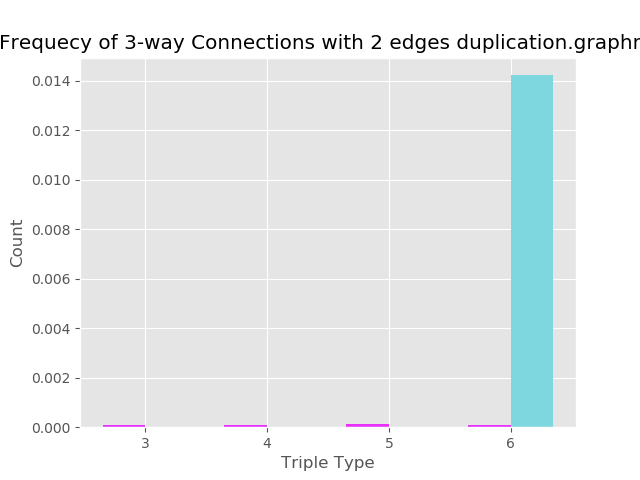 Frequecy of 3-way Connections with 2 edges duplication.graphr
0.014
0.012
0.010
0.008
0.006
0.004
0.002
0.000
Count
3 4 5 6
Triple Type